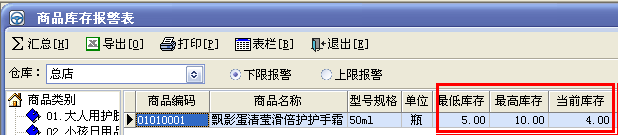 商品库存报警表
∑ 汇总[M] 导出[O] 打印[P] 表栏[B] 退出[E]
仓库: 总店 下限报警 上限报警
商品类别 商品编码 商品名称 型号规格 单位 最低库存 最高库存 当前库存
01.大人用护肤 01010001 飘影蛋渣莹滑倍护护手霜 50ml 瓶 5.00 10.00 4.00
02 小孩日用品